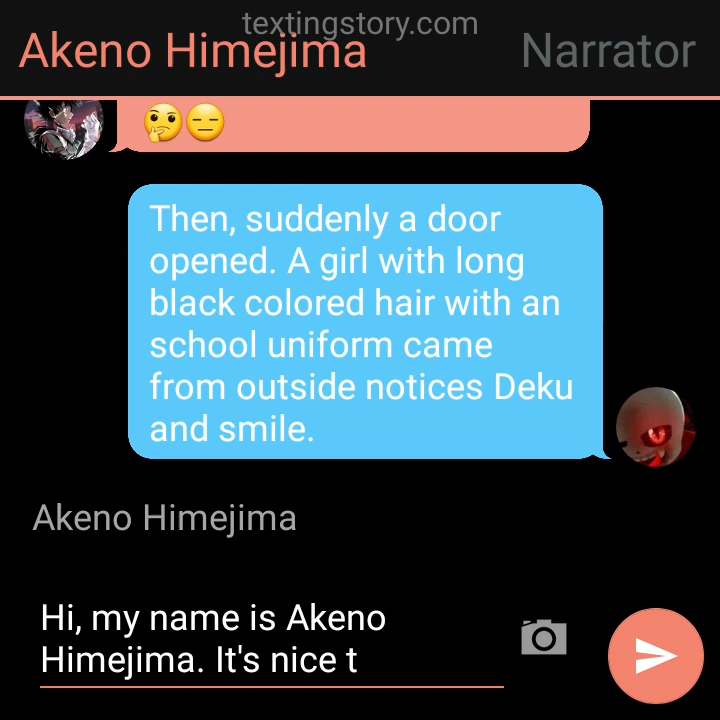 textingstory.com
Akeno Himejima Narrator
Then, suddenly a door
opened. A girl with long
black colored hair with an
school uniform came
from outside notices Deku
and smile.
Akeno Himejima
Hi, my name is Akeno
Himejima. It's nice t